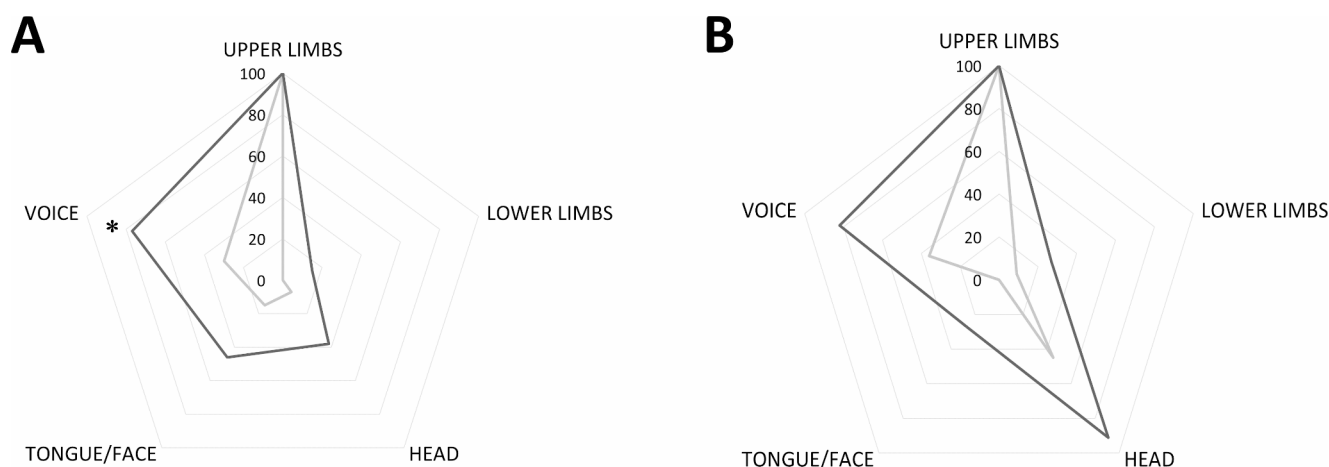 A
UPPER LIMBS
100
80
60
40
20
0
VOICE
*
LOWER LIMBS
TONGUE/FACE
HEAD
B
UPPER LIMBS
100
80
60
40
20
0
VOICE
LOWER LIMBS
TONGUE/FACE
HEAD